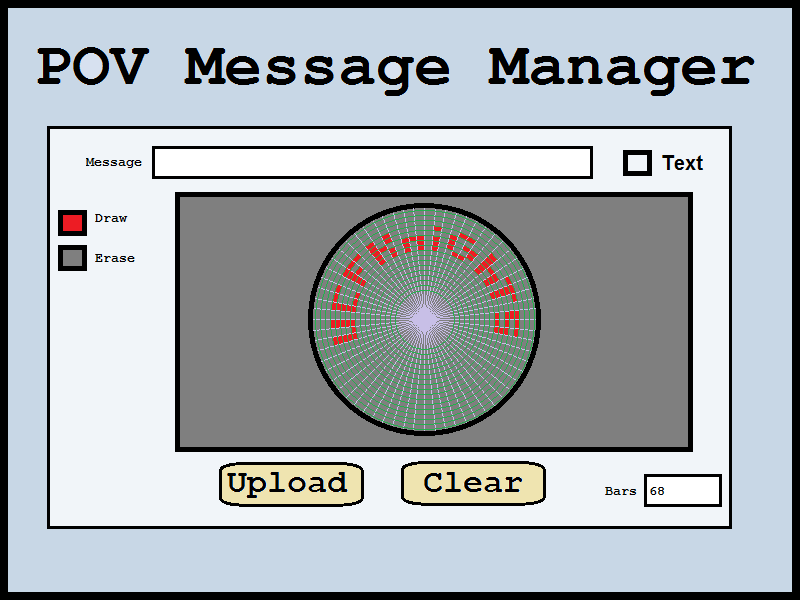 POV Message Manager
Message
Text
Draw
Erase
Upload Clear
Bars 68